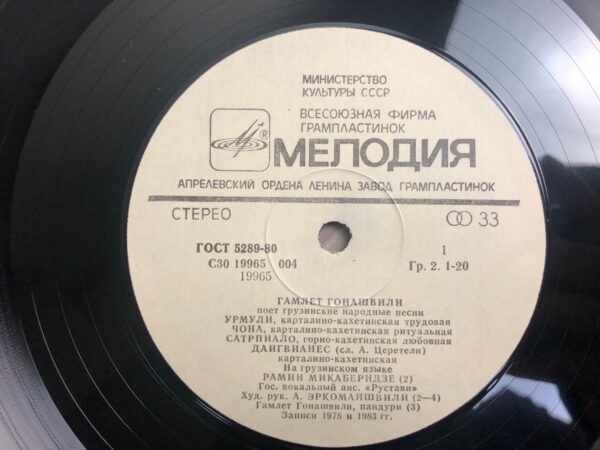 МИНИСТЕРСТВО
КУЛЬТУРЫ СССР
ВСЕСОЮЗНАЯ ФИРМА
ГРАМПЛАСТИНОК
® МЕЛОДИЯ
АПРЕЛЕВСКИЙ ОРДЕНА ЛЕНИНА ЗАВОД ГРАМПЛАСТИНОК
СТЕРЕО 33
ГОСТ 5289-80 1
С30 19965 004 Гр. 2. 1-20
19965
ГАМЛЕТ ГОНАШВИЛИ
поет грузинские народные песни
УРМУЛИ, карталино-кахетинская трудовая
ЧОНА, карталино-кахетинская ритуальная
САТРПИАЛО, горно-кахетинская любовная
ДАИГВИАНЕС (сл. А. Церетели)
карталино-кахетинская
На грузинском языке
РАМИН МИКАБЕРИДЗЕ (2)
Гос. вокальный анс. «Рустави»
Худ. рук. А. ЭРКОМАИШВИЛИ (2—4)
Гамлет Гонашвили, пандури (3)
Записи 1978 и 1983 гг.